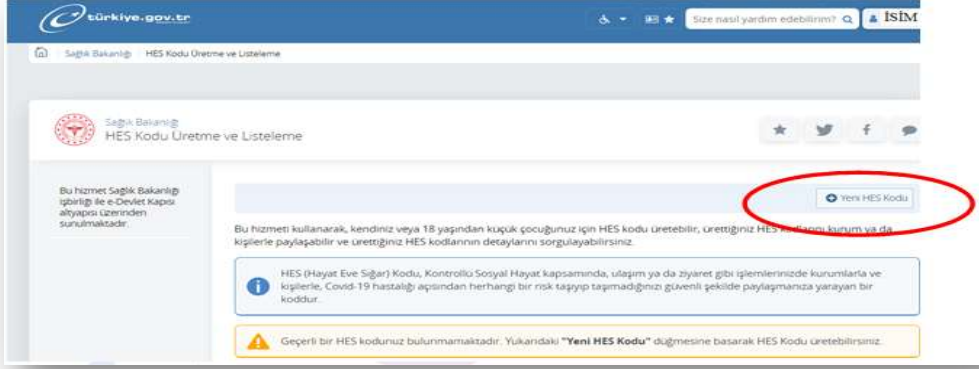 türkiye.gov.tr
Size nasıl yardım edebilirim?
İSİM
Sağlık Bakanlığı HES Kodu Üretme ve Listeleme
Sağlık Bakanlığı
HES Kodu Üretme ve Listeleme
Bu hizmet Sağlık Bakanlığı
işbirliği ile e-Devlet Kapısı
altyapısı üzerinden
sunulmaktadır.
Yeni HES Kodu
Bu hizmeti kullanarak, kendiniz veya 18 yaşından küçük çocuğunuz için HES kodu üretebilir, ürettiğiniz HES kodlarını kurum ya da
kişilerle paylaşabilir ve ürettiğiniz HES kodlarının detaylarını sorgulayabilirsiniz.
HES (Hayat Eve Sığar) Kodu, Kontrollü Sosyal Hayat kapsamında, ulaşım ya da ziyaret gibi işlemlerinizde kurumlarla ve
kişilerle, Covid-19 hastalığı açısından herhangi bir risk taşıyıp taşımadığınızı güvenli şekilde paylaşmanıza yarayan bir
koddur.
Geçerli bir HES kodunuz bulunmamaktadır. Yukarıdaki "Yeni HES Kodu" düğmesine basarak HES Kodu üretebilirsiniz.